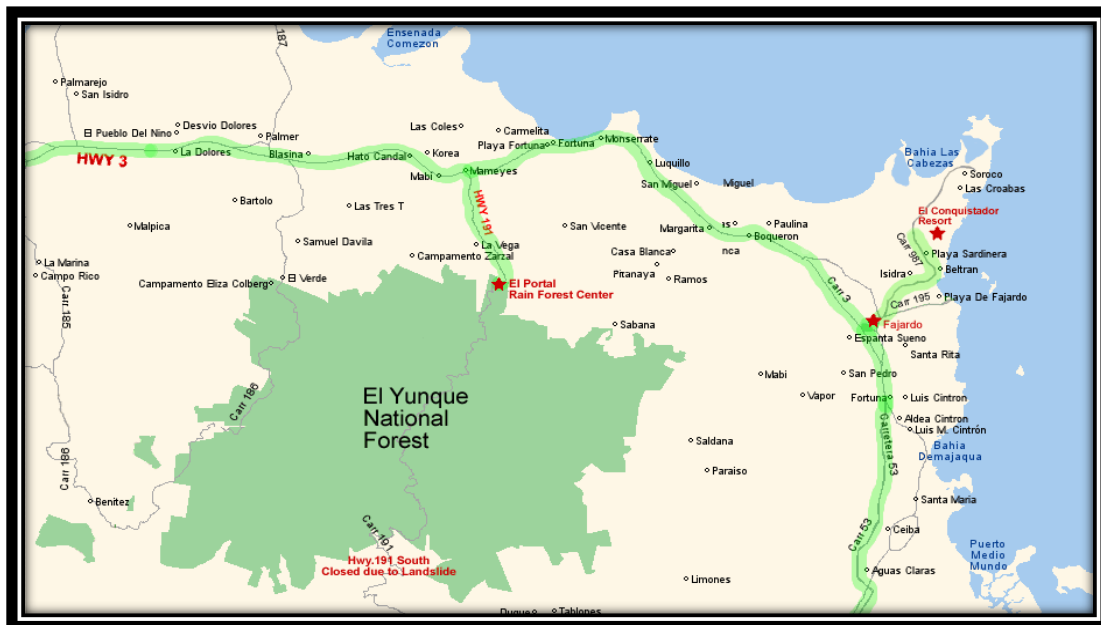 Ensenada
Comezon
187
Palmarejo
San Isidro
Desvio Dolores
Pueblo Del Nino
Palmer
Las Coles
Carmelita
Monserrate
La Dolores
Blasina
Hato Candal
Korea
Playa Fortuna
Fortuna
HWY 3
Mabi
Mameyes
Luquillo
Bahia Las
Cabezas
Soroco
Las Croabas
San Miguel
Miguel
Bartolo
Las Tres T
HWY 191
El Conquistador
Resort
Malpica
San Vicente
Margarita
as
Paulina
Boqueron
Samuel Davila
La Vega
Campamento Zarzal
Casa Blanca
nca
Carr 987
Playa Sardinera
La Marina
Campo Rico
Pitanaya
Ramos
Isidra
Beltran
El Verde
Campamento Eliza Colberg
El Portal
Rain Forest Center
Carr 3
Carr 195
Playa De Fajardo
Carr.185
Sabana
Fajardo
Espanta Sueno
Santa Rita
Mabi
San Pedro
El Yunque
National
Forest
Carr 186
Vapor
Fortuna
Luis Cintron
Aldea Cintron
Luis M. Cintrón
Saldana
Bahia
Demajaqua
Carretera 53
Carr 186
Paraiso
Benitez
Santa Maria
Carr 191
Carr 53
Ceiba
Hwy.191 South
Closed due to Landslide
Puerto
Medio
Mundo
Limones
Aguas Claras
Duque
Tablones